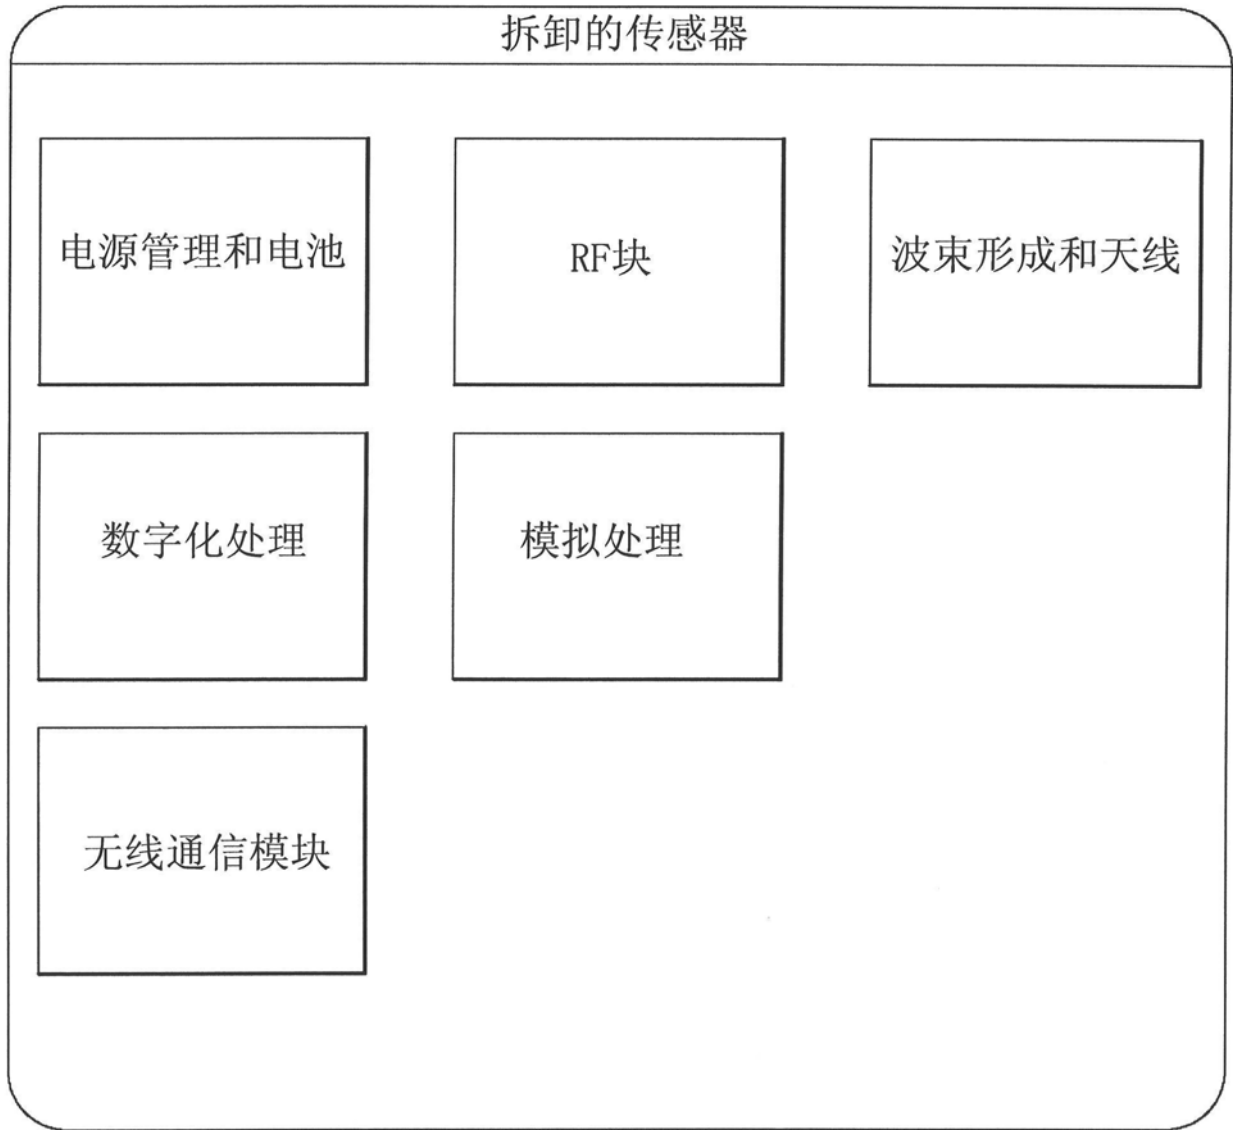 拆卸的传感器
电源管理和电池
RF块
波束形成和天线
数字化处理
模拟处理
无线通信模块